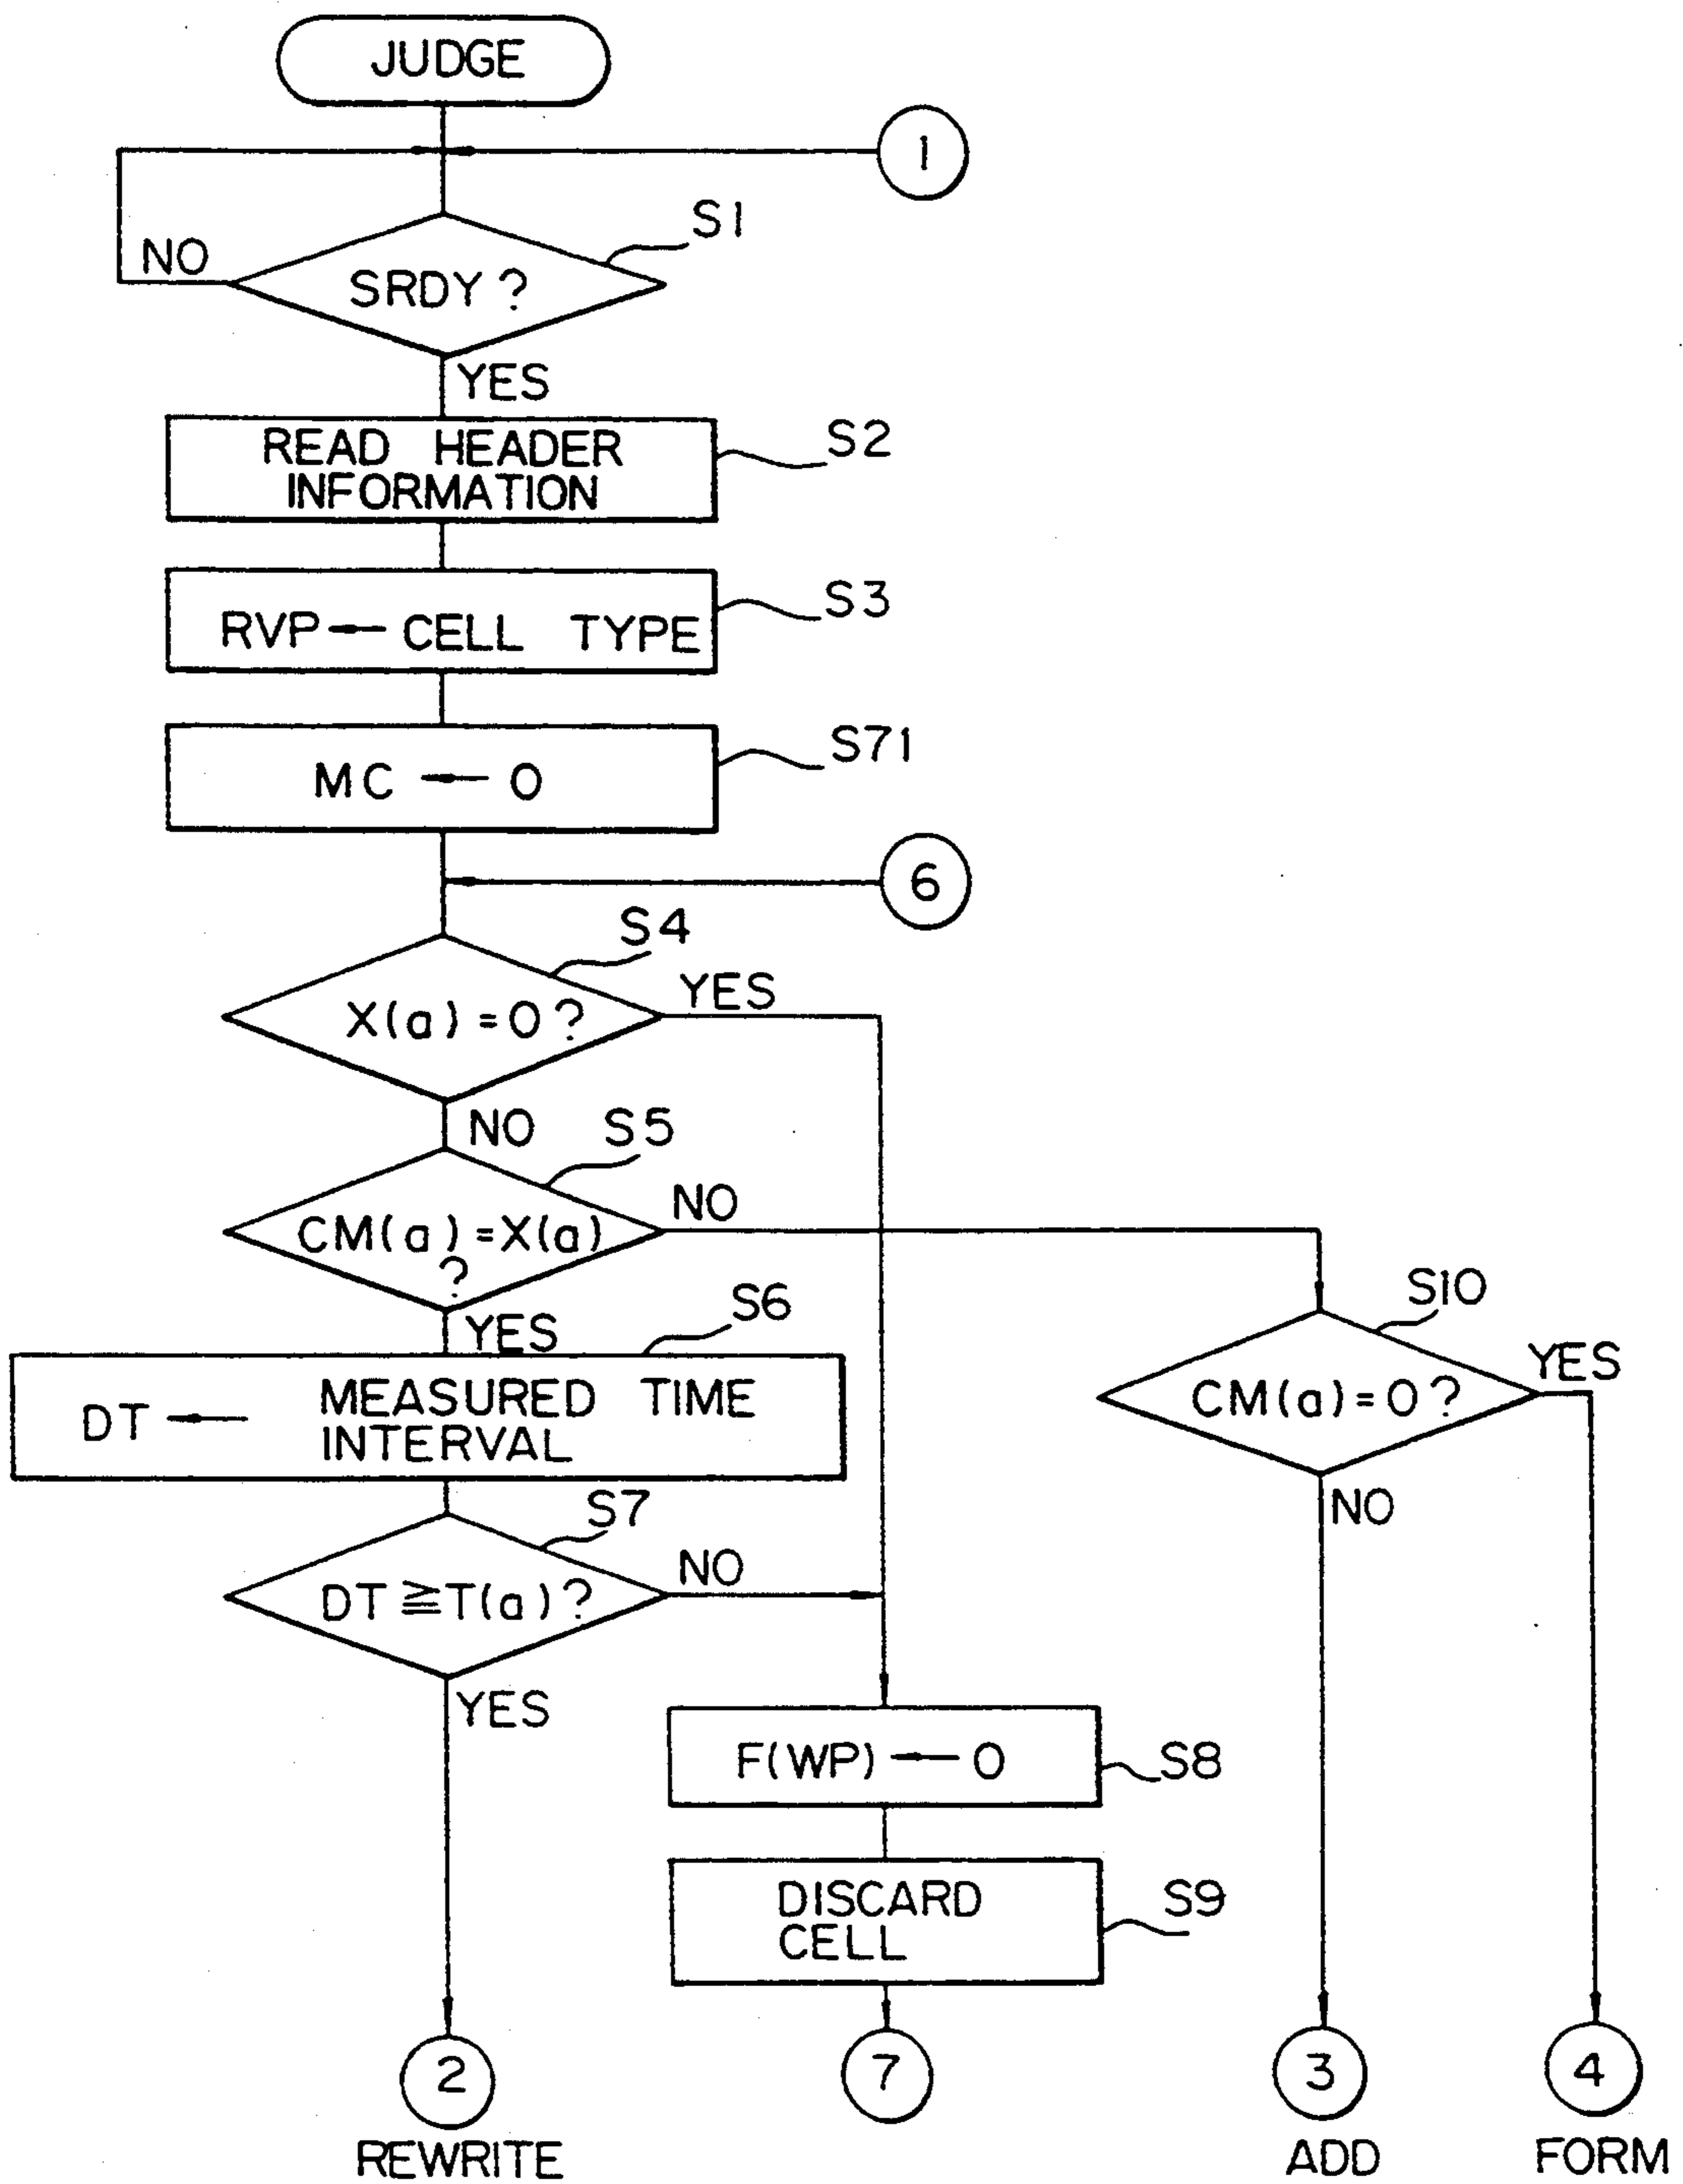 JUDGE
1
S1
NO
SRDY ?
YES
S2
READ HEADER
INFORMATION
S3
RVP ← CELL TYPE
S71
MC ← 0
6
S4
YES
X(a) = 0 ?
NO
S5
NO
CM(a) = X(a)
?
S10
S6
YES
YES
CM(a) = 0 ?
MEASURED TIME
DT ←
INTERVAL
S7
NO
NO
DT ≧ T(a) ?
YES
F(WP) ← 0
S8
S9
DISCARD
CELL
2
7
3
4
REWRITE
ADD
FORM